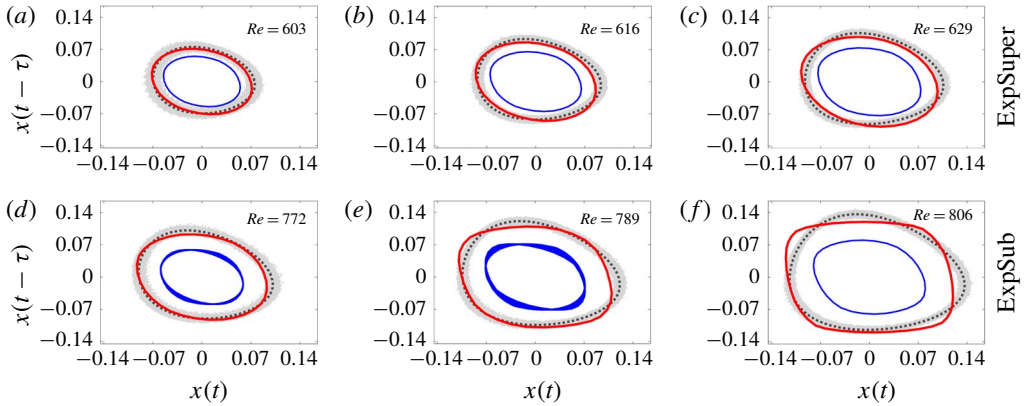 (a) 0.14 Re = 603 (b) 0.14 Re = 616 (c) 0.14 Re = 629
0.07 0.07 0.07
x(t − τ) 0 0 0 ExpSuper
−0.07 −0.07 −0.07
−0.14 −0.14 −0.14
−0.14 −0.07 0 0.07 0.14 −0.14 −0.07 0 0.07 0.14 −0.14 −0.07 0 0.07 0.14
(d) 0.14 Re = 772 (e) 0.14 Re = 789 (f) 0.14 Re = 806
0.07 0.07 0.07
x(t − τ) 0 0 0 ExpSub
−0.07 −0.07 −0.07
−0.14 −0.14 −0.14
−0.14 −0.07 0 0.07 0.14 −0.14 −0.07 0 0.07 0.14 −0.14 −0.07 0 0.07 0.14
x(t) x(t) x(t)